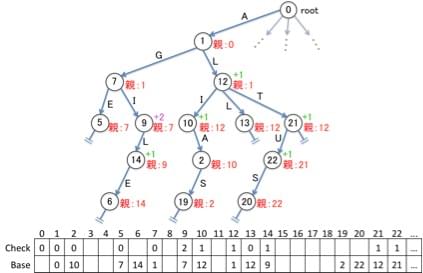 A
0
root
1
親:0
G
L
7
親:1
12
+1
親:1
E
I
I
L
T
5
親:7
9
+2
親:7
10
+1
親:12
13
親:12
21
+1
親:12
L
A
U
14
+1
親:9
2
親:10
22
+1
親:21
E
S
S
6
親:14
19
親:2
20
親:22
0 1 2 3 4 5 6 7 8 9 10 11 12 13 14 15 16 17 18 19 20 21 22 ...
Check 0 0 0 0 0 2 1 1 0 1 1 1 ...
Base 0 10 7 14 1 7 12 1 12 9 2 22 12 21 ...